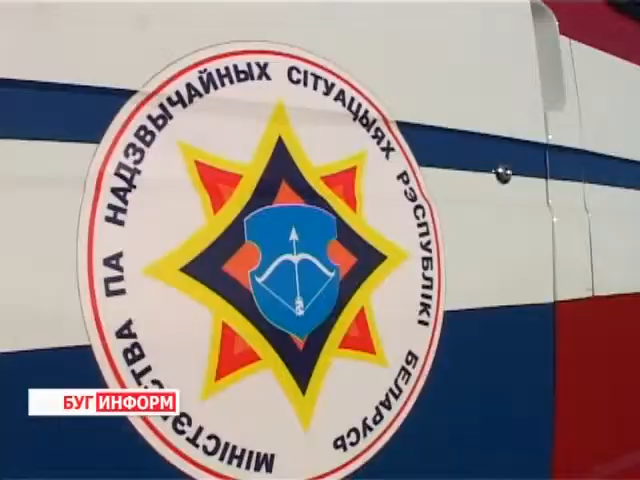 МІНІСТЭРСТВА ПА НАДЗВЫЧАЙНЫХ СІТУАЦЫЯХ РЭСПУБЛІКІ БЕЛАРУСЬ
БУГИНФОРМ